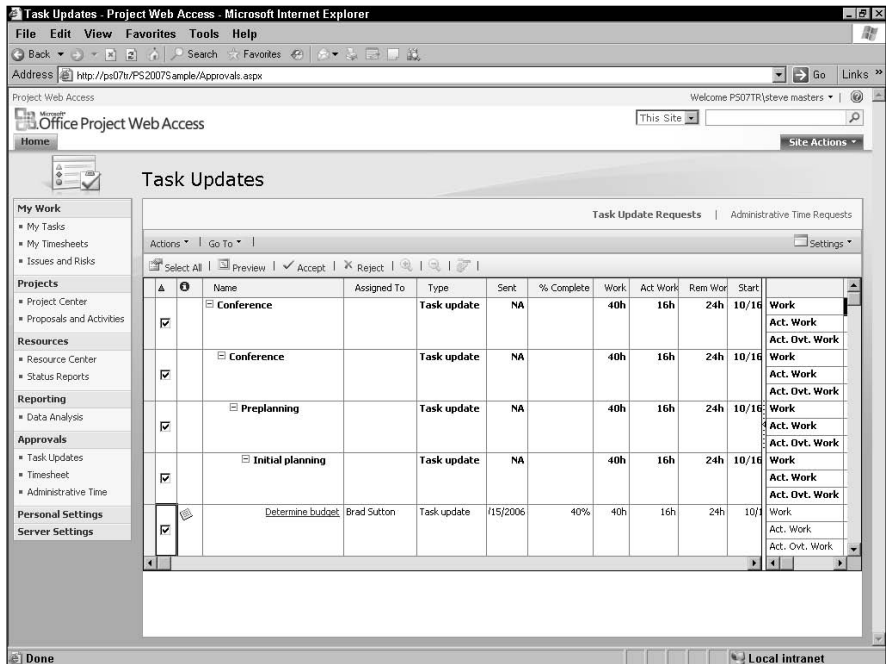 Task Updates - Project Web Access - Microsoft Internet Explorer
File Edit View Favorites Tools Help
Back Search Favorites
Address http://ps07tr/PS2007Sample/Approvals.aspx Go Links »
Project Web Access Welcome PS07TR\steve masters
Microsoft
Office Project Web Access This Site
Home Site Actions
Task Updates
My Work
My Tasks
My Timesheets
Issues and Risks
Projects
Project Center
Proposals and Activities
Resources
Resource Center
Status Reports
Reporting
Data Analysis
Approvals
Task Updates
Timesheet
Administrative Time
Personal Settings
Server Settings
Task Update Requests | Administrative Time Requests
Actions | Go To | Settings
Select All | Preview | Accept | Reject
Name Assigned To Type Sent % Complete Work Act Work Rem Wor Start
Conference Task update NA 40h 16h 24h 10/16 Work
Act. Work
Act. Ovt. Work
Conference Task update NA 40h 16h 24h 10/16 Work
Act. Work
Act. Ovt. Work
Preplanning Task update NA 40h 16h 24h 10/16 Work
Act. Work
Act. Ovt. Work
Initial planning Task update NA 40h 16h 24h 10/16 Work
Act. Work
Act. Ovt. Work
Determine budget Brad Sutton Task update /15/2006 40% 40h 16h 24h 10/1 Work
Act. Work
Act. Ovt. Work
Done Local intranet